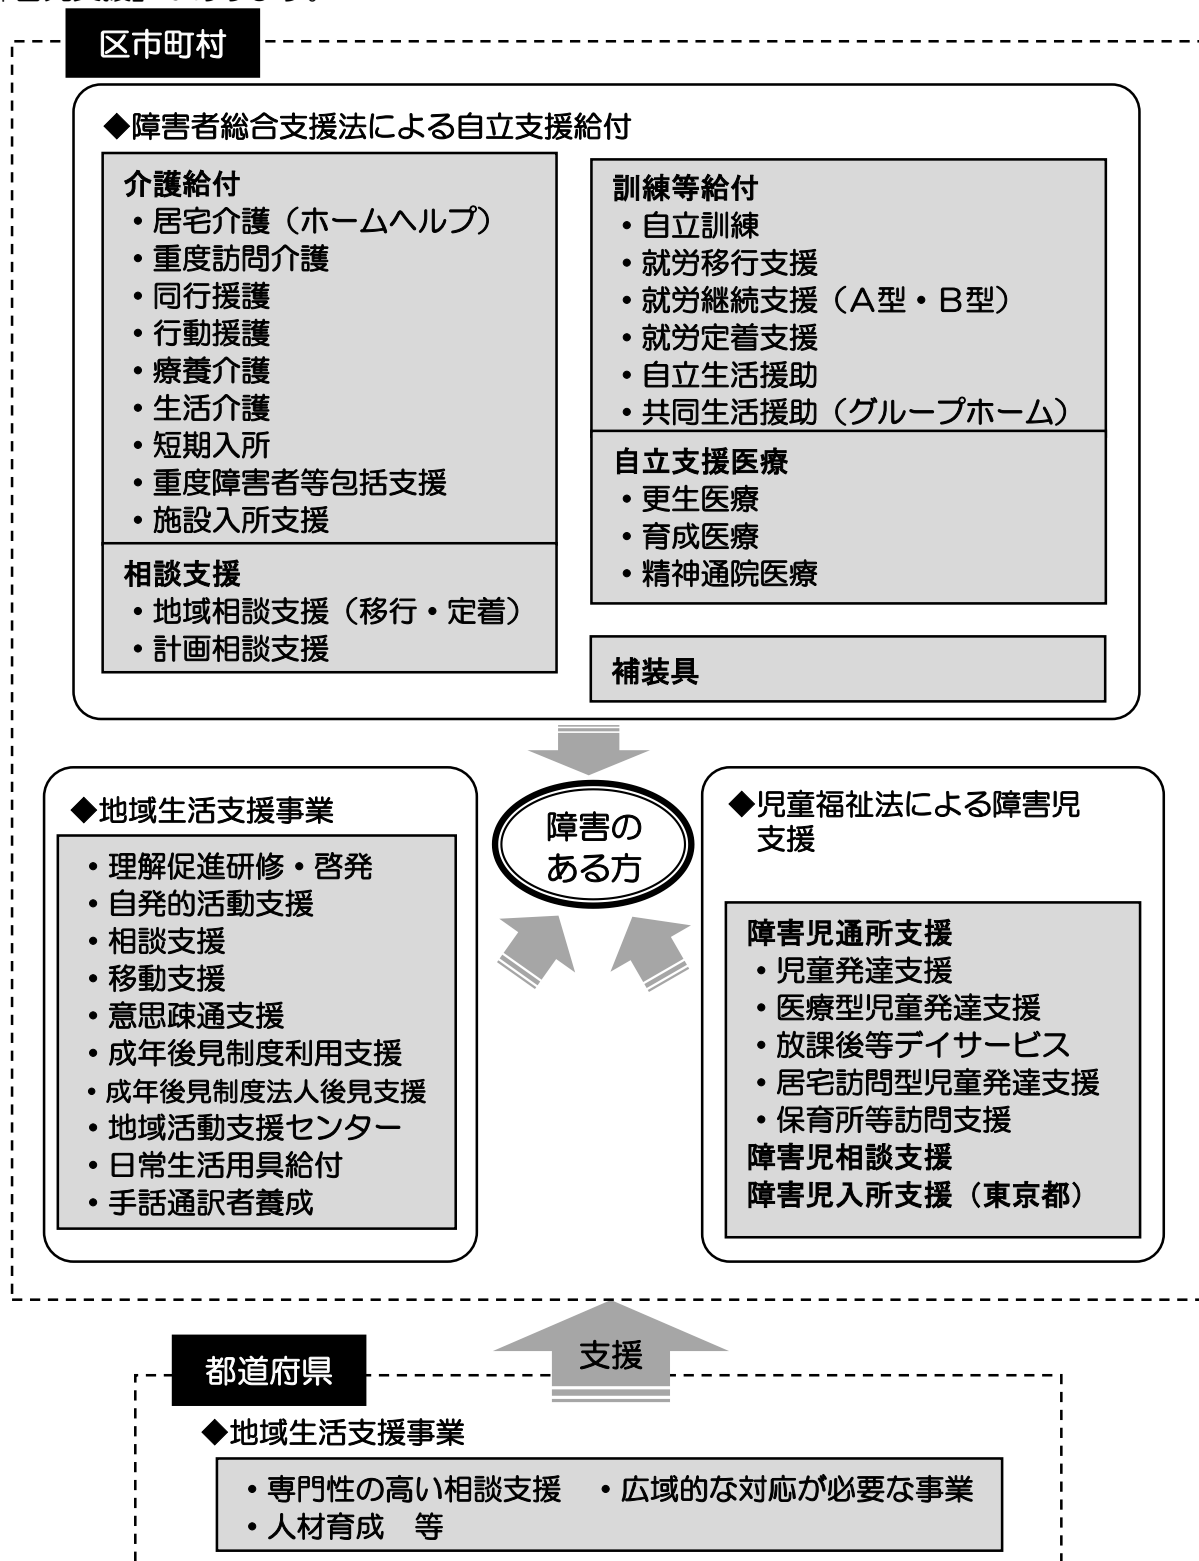 区市町村
◆障害者総合支援法による自立支援給付
介護給付
・居宅介護（ホームヘルプ）
・重度訪問介護
・同行援護
・行動援護
・療養介護
・生活介護
・短期入所
・重度障害者等包括支援
・施設入所支援
相談支援
・地域相談支援（移行・定着）
・計画相談支援
訓練等給付
・自立訓練
・就労移行支援
・就労継続支援（Ａ型・Ｂ型）
・就労定着支援
・自立生活援助
・共同生活援助（グループホーム）
自立支援医療
・更生医療
・育成医療
・精神通院医療
補装具
障害の
ある方
◆地域生活支援事業
・理解促進研修・啓発
・自発的活動支援
・相談支援
・移動支援
・意思疎通支援
・成年後見制度利用支援
・成年後見制度法人後見支援
・地域活動支援センター
・日常生活用具給付
・手話通訳者養成
◆児童福祉法による障害児
支援
障害児通所支援
・児童発達支援
・医療型児童発達支援
・放課後等デイサービス
・居宅訪問型児童発達支援
・保育所等訪問支援
障害児相談支援
障害児入所支援（東京都）
支援
都道府県
◆地域生活支援事業
・専門性の高い相談支援　・広域的な対応が必要な事業
・人材育成　等